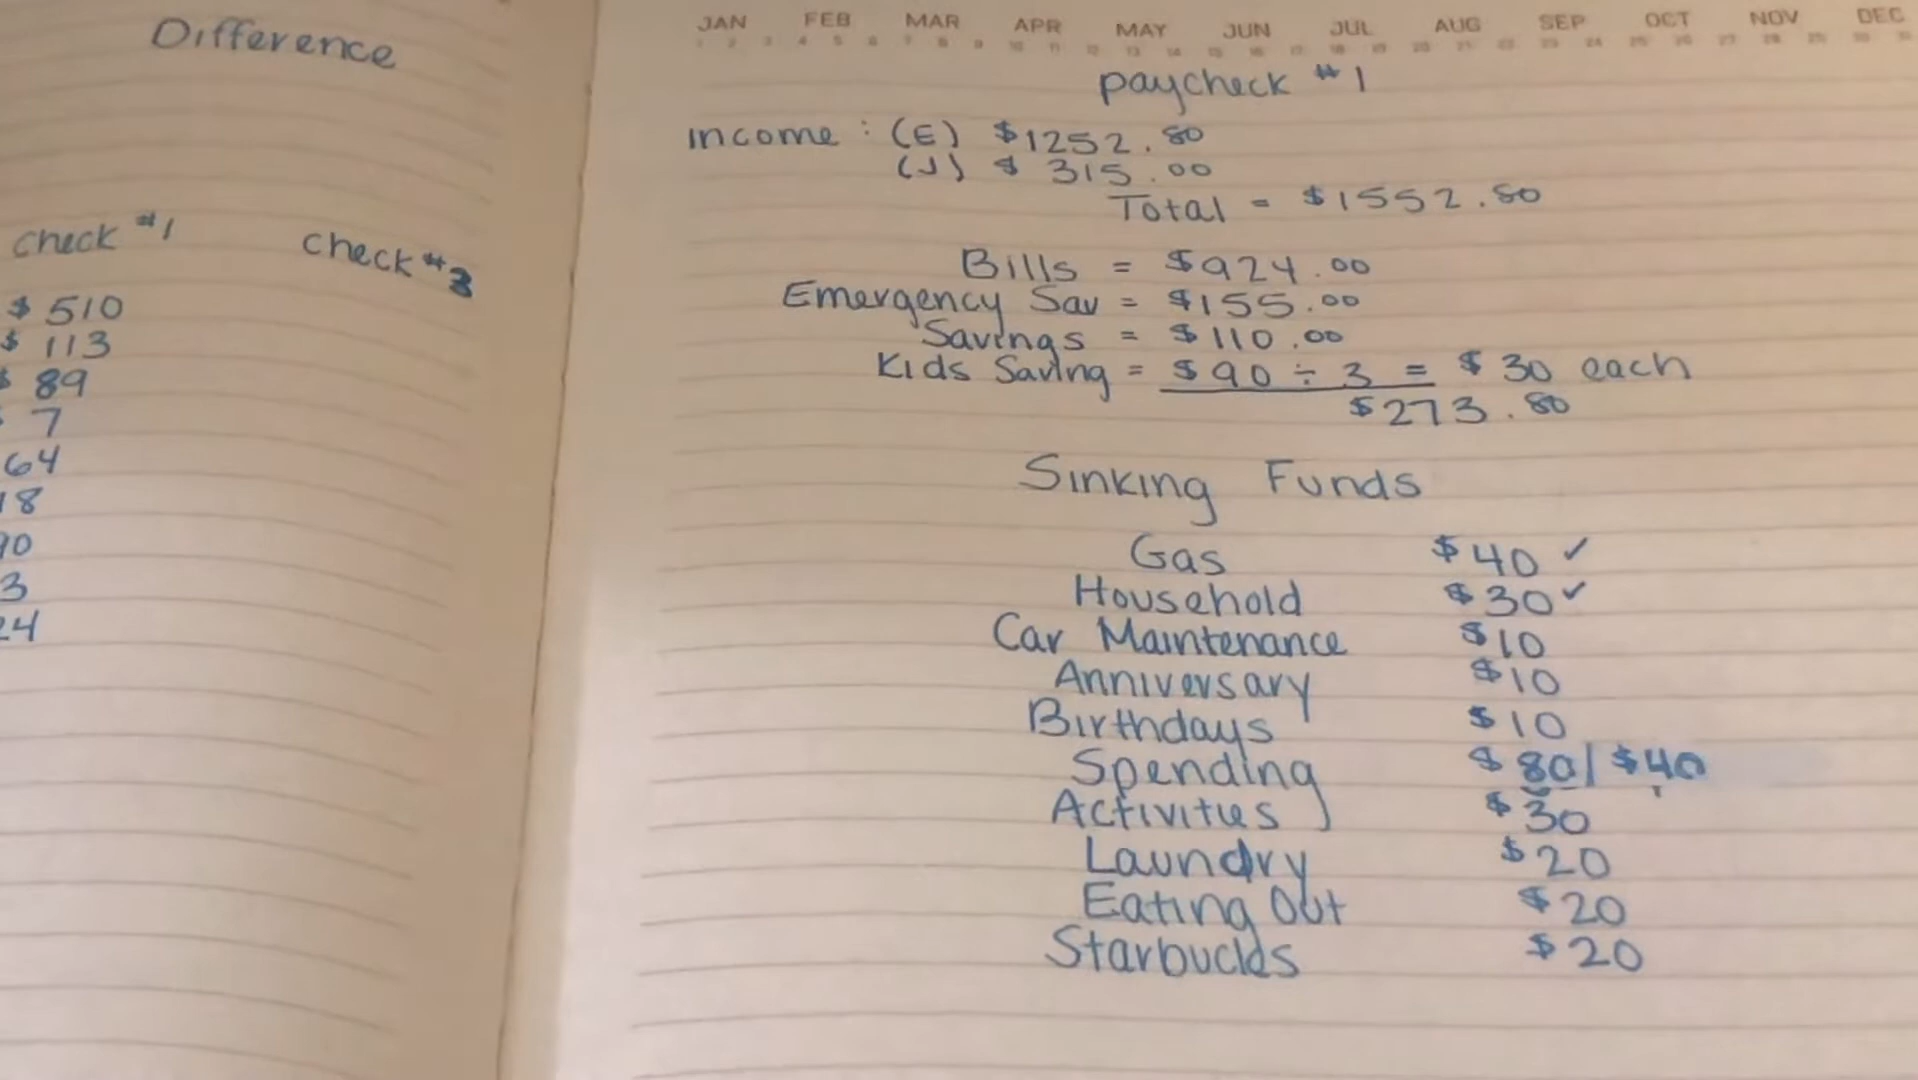 Difference
check #1 check #3
$ 510
$ 113
$ 89
7
64
18
90
3
24
JAN FEB MAR APR MAY JUN JUL AUG SEP OCT NOV DEC
paycheck #1
income : (E) $1252.80
(J) $ 315.00
Total = $1552.80
Bills = $924.00
Emergency Sav = $155.00
Savings = $110.00
Kids Saving = $90 ÷ 3 = $30 each
$273.80
Sinking Funds
Gas $40 ✓
Household $30 ✓
Car Maintenance $10
Anniversary $10
Birthdays $10
Spending $80/$40
Activities $30
Laundry $20
Eating Out $20
Starbucks $20